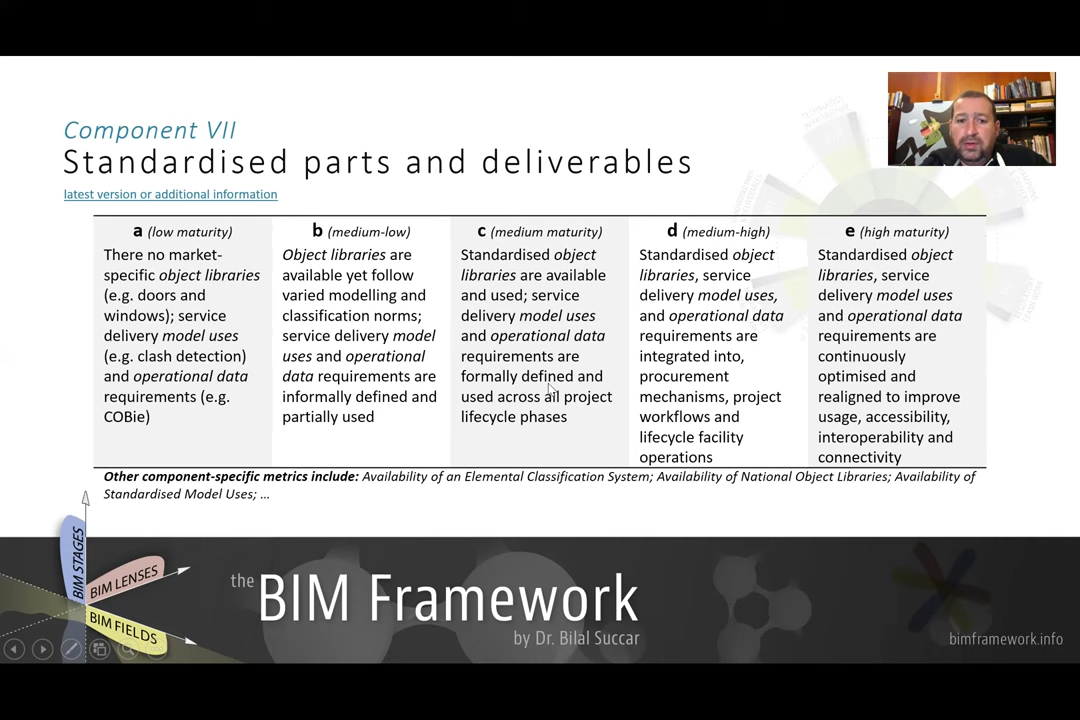 Component VII
Standardised parts and deliverables
latest version or additional information
a (low maturity)
There no market-
specific object libraries
(e.g. doors and
windows); service
delivery model uses
(e.g. clash detection)
and operational data
requirements (e.g.
COBie)
b (medium-low)
Object libraries are
available yet follow
varied modelling and
classification norms;
service delivery model
uses and operational
data requirements are
informally defined and
partially used
c (medium maturity)
Standardised object
libraries are available
and used; service
delivery model uses
and operational data
requirements are
formally defined and
used across all project
lifecycle phases
d (medium-high)
Standardised object
libraries, service
delivery model uses,
and operational data
requirements are
integrated into,
procurement
mechanisms, project
workflows and
lifecycle facility
operations
e (high maturity)
Standardised object
libraries, service
delivery model uses
and operational data
requirements are
continuously
optimised and
realigned to improve
usage, accessibility,
interoperability and
connectivity
Other component-specific metrics include: Availability of an Elemental Classification System; Availability of National Object Libraries; Availability of
Standardised Model Uses; …
BIM STAGES
BIM LENSES
BIM FIELDS
the BIM Framework
by Dr. Bilal Succar
bimframework.info